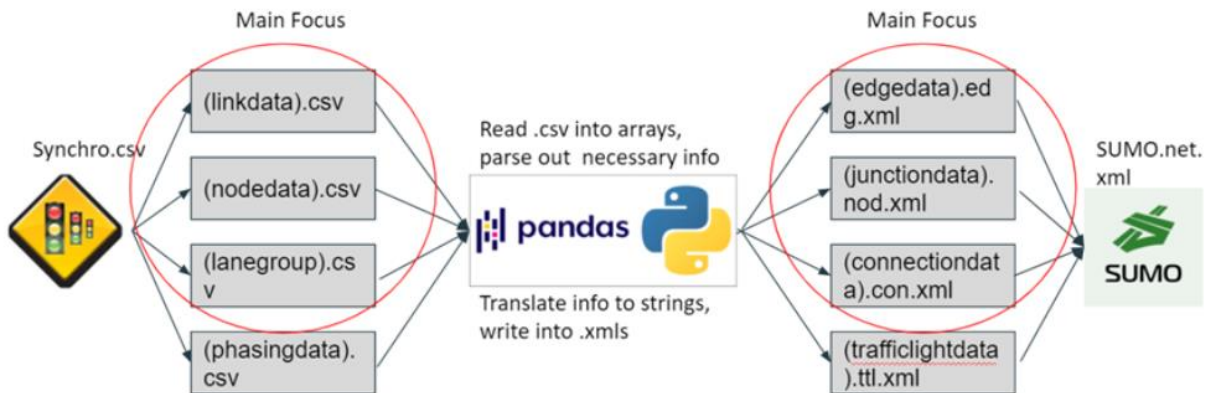 Main Focus
Main Focus
Synchro.csv
(linkdata).csv
(nodedata).csv
(lanegroup).cs
v
(phasingdata).
csv
Read .csv into arrays,
parse out necessary info
pandas
Translate info to strings,
write into .xmls
(edgedata).ed
g.xml
(junctiondata).
nod.xml
(connectiondat
a).con.xml
(trafficlightdata
).ttl.xml
SUMO.net.
xml
SUMO